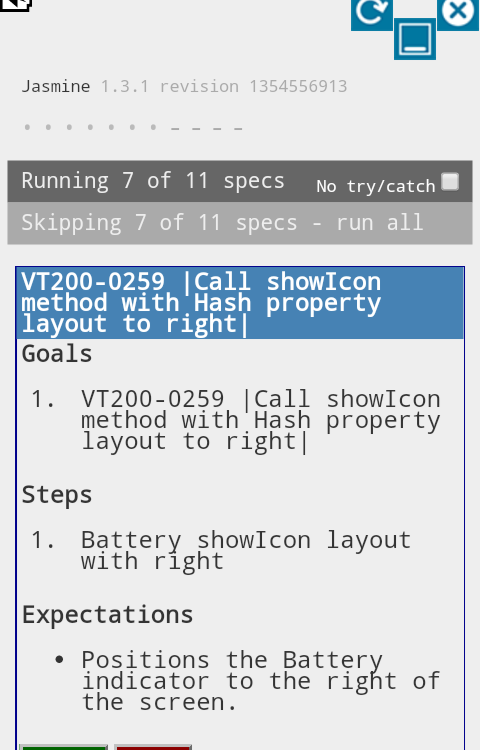 Jasmine 1.3.1 revision 1354556913
• • • • • • • - - - -
Running 7 of 11 specs No try/catch
Skipping 7 of 11 specs - run all
VT200-0259 |Call showIcon
method with Hash property
layout to right|
Goals
1. VT200-0259 |Call showIcon
method with Hash property
layout to right|
Steps
1. Battery showIcon layout
with right
Expectations
• Positions the Battery
indicator to the right of
the screen.